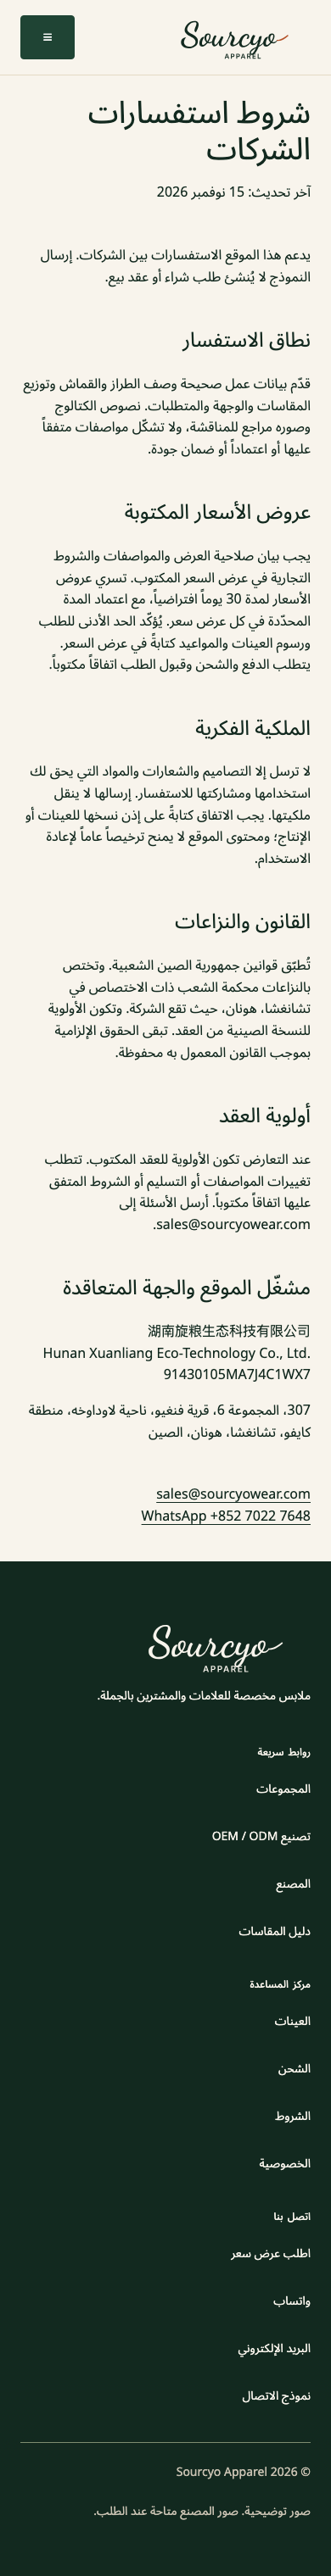 Sourcyo
APPAREL
شروط استفسارات
الشركات
آخر تحديث: 15 نوفمبر 2026
يدعم هذا الموقع الاستفسارات بين الشركات. إرسال
النموذج لا يُنشئ طلب شراء أو عقد بيع.
نطاق الاستفسار
قدّم بيانات عمل صحيحة وصف الطراز والقماش وتوزيع
المقاسات والوجهة والمتطلبات. نصوص الكتالوج
وصوره مراجع للمناقشة، ولا تشكّل مواصفات متفقاً
عليها أو اعتماداً أو ضمان جودة.
عروض الأسعار المكتوبة
يجب بيان صلاحية العرض والمواصفات والشروط
التجارية في عرض السعر المكتوب. تسري عروض
الأسعار لمدة 30 يوماً افتراضياً، مع اعتماد المدة
المحدّدة في كل عرض سعر. يُؤكّد الحد الأدنى للطلب
ورسوم العينات والمواعيد كتابةً في عرض السعر.
يتطلب الدفع والشحن وقبول الطلب اتفاقاً مكتوباً.
الملكية الفكرية
لا ترسل إلا التصاميم والشعارات والمواد التي يحق لك
استخدامها ومشاركتها للاستفسار. إرسالها لا ينقل
ملكيتها. يجب الاتفاق كتابةً على إذن نسخها للعينات أو
الإنتاج؛ ومحتوى الموقع لا يمنح ترخيصاً عاماً لإعادة
الاستخدام.
القانون والنزاعات
تُطبّق قوانين جمهورية الصين الشعبية. وتختص
بالنزاعات محكمة الشعب ذات الاختصاص في
تشانغشا، هونان، حيث تقع الشركة. وتكون الأولوية
للنسخة الصينية من العقد. تبقى الحقوق الإلزامية
بموجب القانون المعمول به محفوظة.
أولوية العقد
عند التعارض تكون الأولوية للعقد المكتوب. تتطلب
تغييرات المواصفات أو التسليم أو الشروط المتفق
عليها اتفاقاً مكتوباً. أرسل الأسئلة إلى
sales@sourcyowear.com.
مشغّل الموقع والجهة المتعاقدة
湖南旋粮生态科技有限公司
Hunan Xuanliang Eco-Technology Co., Ltd.
91430105MA7J4C1WX7
307، المجموعة 6، قرية فنغيو، ناحية لاوداوخه، منطقة
كايفو، تشانغشا، هونان، الصين
sales@sourcyowear.com
WhatsApp +852 7022 7648
Sourcyo
APPAREL
ملابس مخصصة للعلامات والمشترين بالجملة.
روابط سريعة
المجموعات
تصنيع OEM / ODM
المصنع
دليل المقاسات
مركز المساعدة
العينات
الشحن
الشروط
الخصوصية
اتصل بنا
اطلب عرض سعر
واتساب
البريد الإلكتروني
نموذج الاتصال
© 2026 Sourcyo Apparel
صور توضيحية. صور المصنع متاحة عند الطلب.